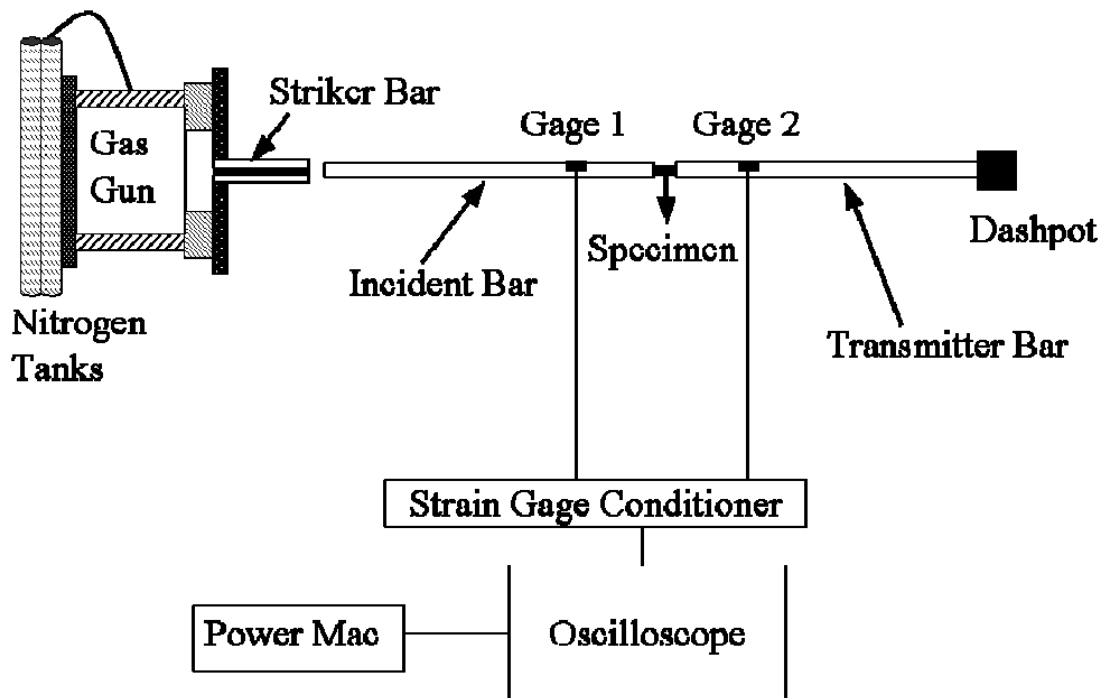 Striker Bar
Gage 1
Gage 2
Gas
Gun
Specimen
Dashpot
Incident Bar
Nitrogen
Tanks
Transmitter Bar
Strain Gage Conditioner
Power Mac
Oscilloscope